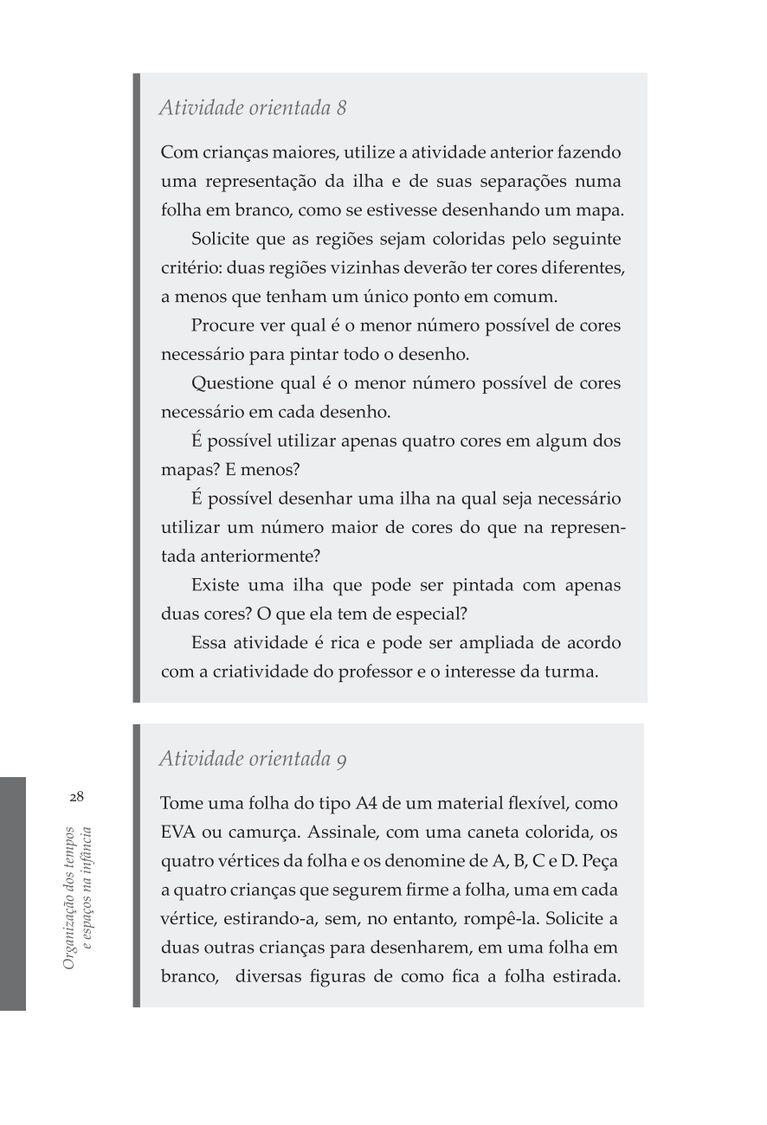 Atividade orientada 8
Com crianças maiores, utilize a atividade anterior fazendo
uma representação da ilha e de suas separações numa
folha em branco, como se estivesse desenhando um mapa.
Solicite que as regiões sejam coloridas pelo seguinte
critério: duas regiões vizinhas deverão ter cores diferentes,
a menos que tenham um único ponto em comum.
Procure ver qual é o menor número possível de cores
necessário para pintar todo o desenho.
Questione qual é o menor número possível de cores
necessário em cada desenho.
É possível utilizar apenas quatro cores em algum dos
mapas? E menos?
É possível desenhar uma ilha na qual seja necessário
utilizar um número maior de cores do que na represen-
tada anteriormente?
Existe uma ilha que pode ser pintada com apenas
duas cores? O que ela tem de especial?
Essa atividade é rica e pode ser ampliada de acordo
com a criatividade do professor e o interesse da turma.
Atividade orientada 9
Tome uma folha do tipo A4 de um material flexível, como
EVA ou camurça. Assinale, com uma caneta colorida, os
quatro vértices da folha e os denomine de A, B, C e D. Peça
a quatro crianças que segurem firme a folha, uma em cada
vértice, estirando-a, sem, no entanto, rompê-la. Solicite a
duas outras crianças para desenharem, em uma folha em
branco, diversas figuras de como fica a folha estirada.
28
Organização dos tempos
e espaços na infância